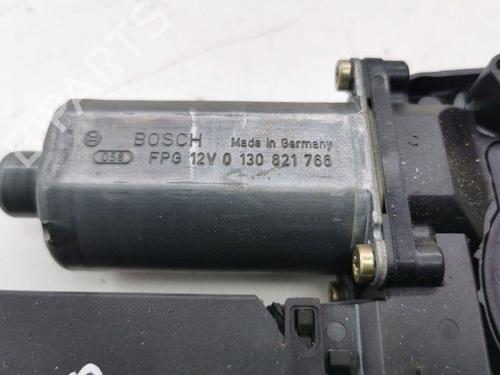 BOSCH Made in Germany
058 FPG 12V 0 130 821 766